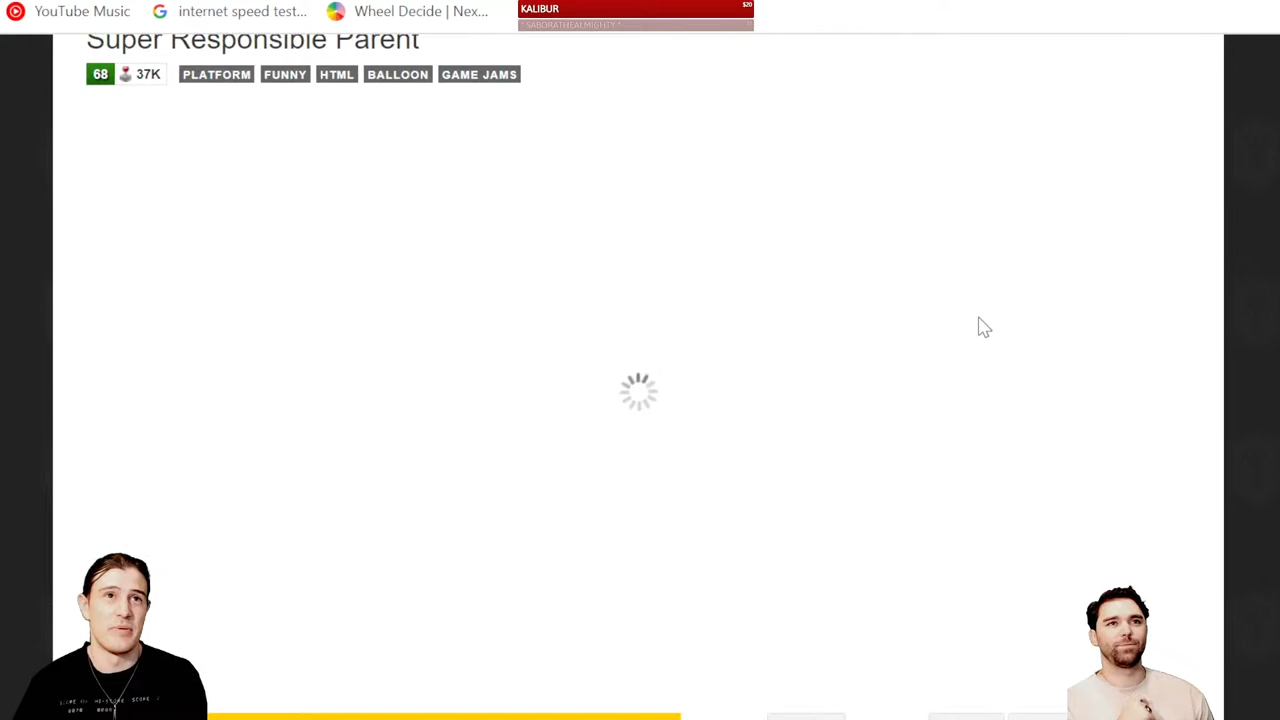 YouTube Music
internet speed test...
Wheel Decide | Nex...
KALIBUR
$20
* SABORATHEALMIGHTY *
Super Responsible Parent
68 37K PLATFORM FUNNY HTML BALLOON GAME JAMS